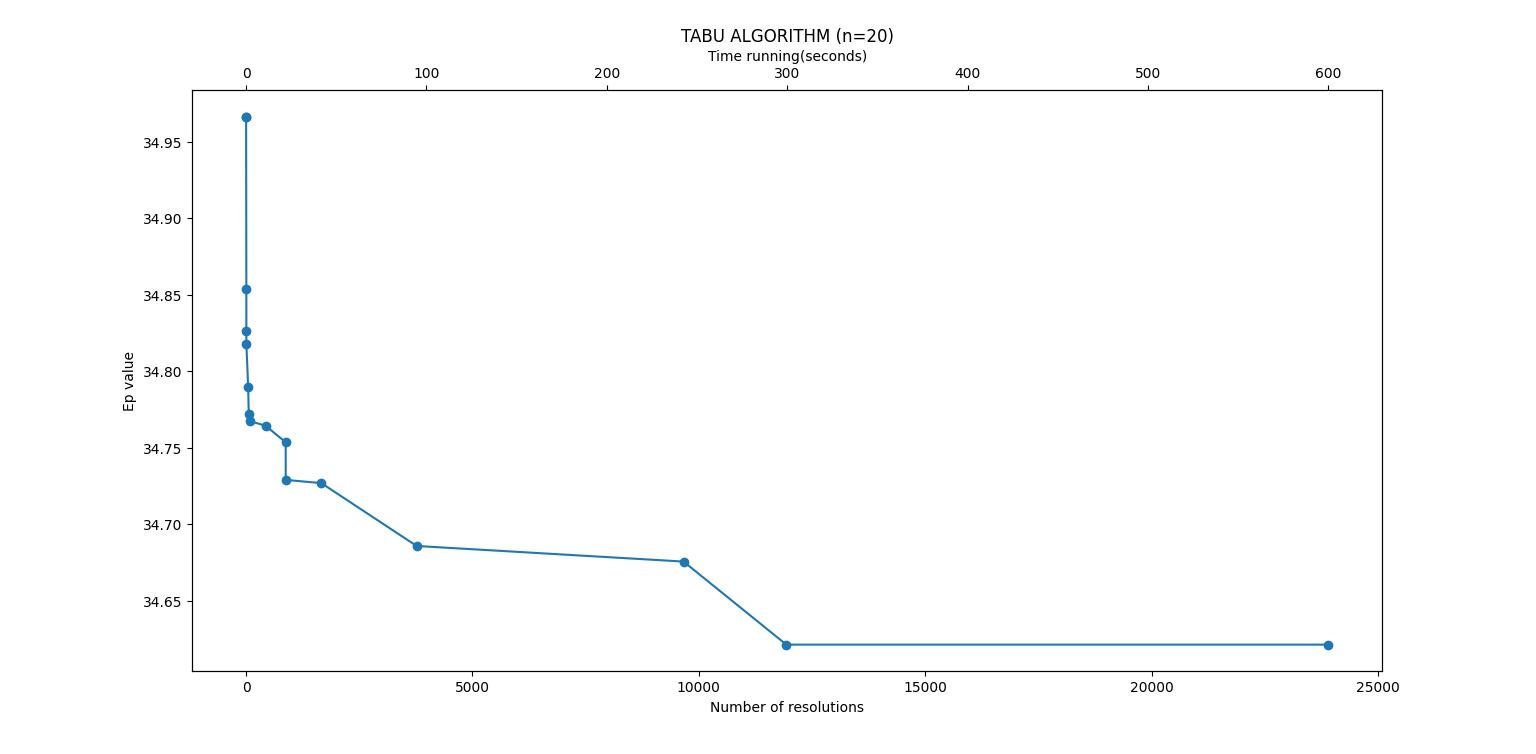 TABU ALGORITHM (n=20)
Time running(seconds)
0 100 200 300 400 500 600
34.95
34.90
34.85
34.80
34.75
34.70
34.65
Ep value
0 5000 10000 15000 20000 25000
Number of resolutions